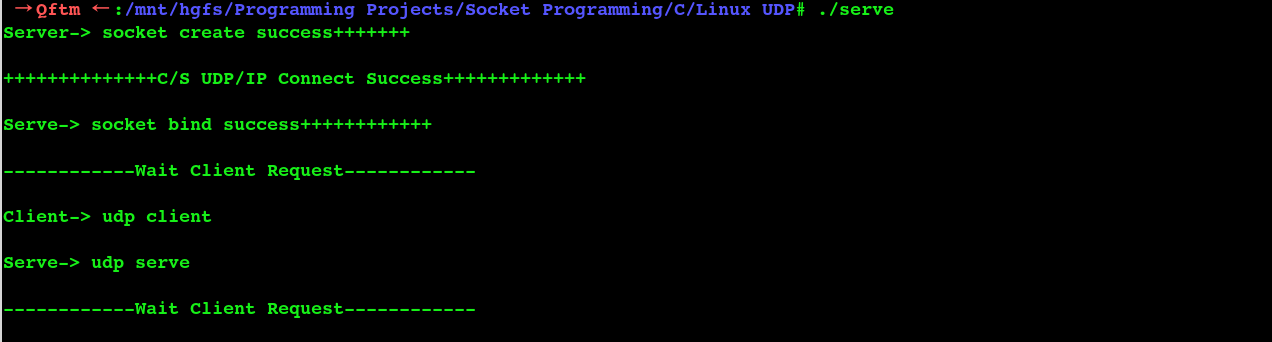 →Qftm ←:/mnt/hgfs/Programming Projects/Socket Programming/C/Linux UDP# ./serve
Server-> socket create success+++++++
++++++++++++++C/S UDP/IP Connect Success+++++++++++++
Serve-> socket bind success++++++++++++
------------Wait Client Request------------
Client-> udp client
Serve-> udp serve
------------Wait Client Request------------